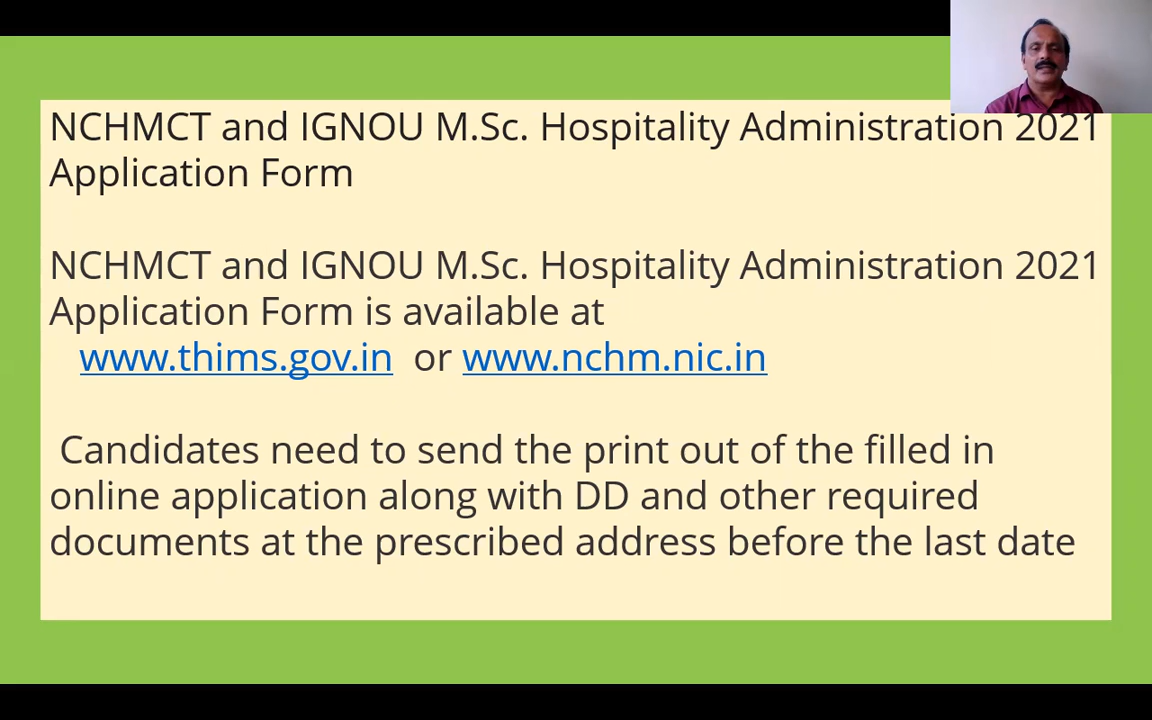 NCHMCT and IGNOU M.Sc. Hospitality Administration 2021
Application Form
NCHMCT and IGNOU M.Sc. Hospitality Administration 2021
Application Form is available at
www.thims.gov.in or www.nchm.nic.in
Candidates need to send the print out of the filled in
online application along with DD and other required
documents at the prescribed address before the last date